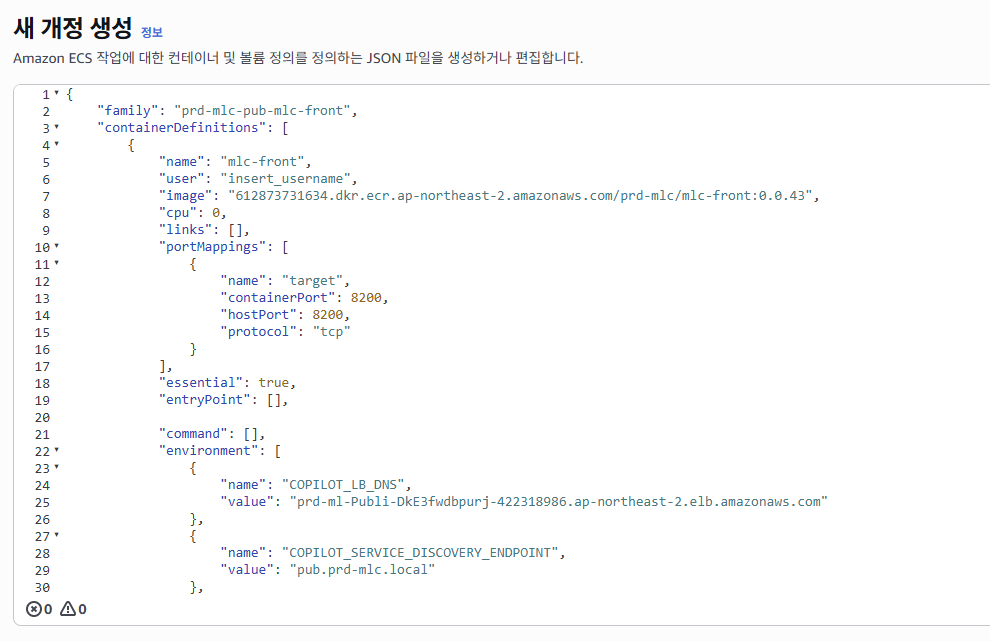 새 개정 생성 정보
Amazon ECS 작업에 대한 컨테이너 및 볼륨 정의를 정의하는 JSON 파일을 생성하거나 편집합니다.
1 {
2 "family": "prd-mlc-pub-mlc-front",
3 "containerDefinitions": [
4 {
5 "name": "mlc-front",
6 "user": "insert_username",
7 "image": "612873731634.dkr.ecr.ap-northeast-2.amazonaws.com/prd-mlc/mlc-front:0.0.43",
8 "cpu": 0,
9 "links": [],
10 "portMappings": [
11 {
12 "name": "target",
13 "containerPort": 8200,
14 "hostPort": 8200,
15 "protocol": "tcp"
16 }
17 ],
18 "essential": true,
19 "entryPoint": [],
20
21 "command": [],
22 "environment": [
23 {
24 "name": "COPILOT_LB_DNS",
25 "value": "prd-ml-Publi-DkE3fwdbpurj-422318986.ap-northeast-2.elb.amazonaws.com"
26 },
27 {
28 "name": "COPILOT_SERVICE_DISCOVERY_ENDPOINT",
29 "value": "pub.prd-mlc.local"
30 },
0 0